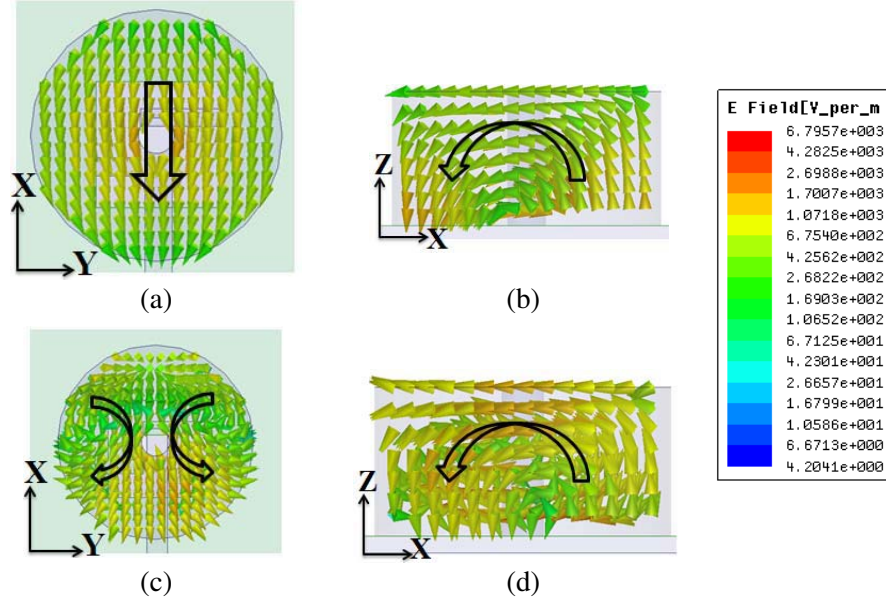 X
Y
(a)
Z
X
(b)
X
Y
(c)
Z
X
(d)
E Field[V_per_m
6.7957e+003
4.2825e+003
2.6988e+003
1.7007e+003
1.0718e+003
6.7540e+002
4.2562e+002
2.6822e+002
1.6903e+002
1.0652e+002
6.7125e+001
4.2301e+001
2.6657e+001
1.6799e+001
1.0586e+001
6.6713e+000
4.2041e+000